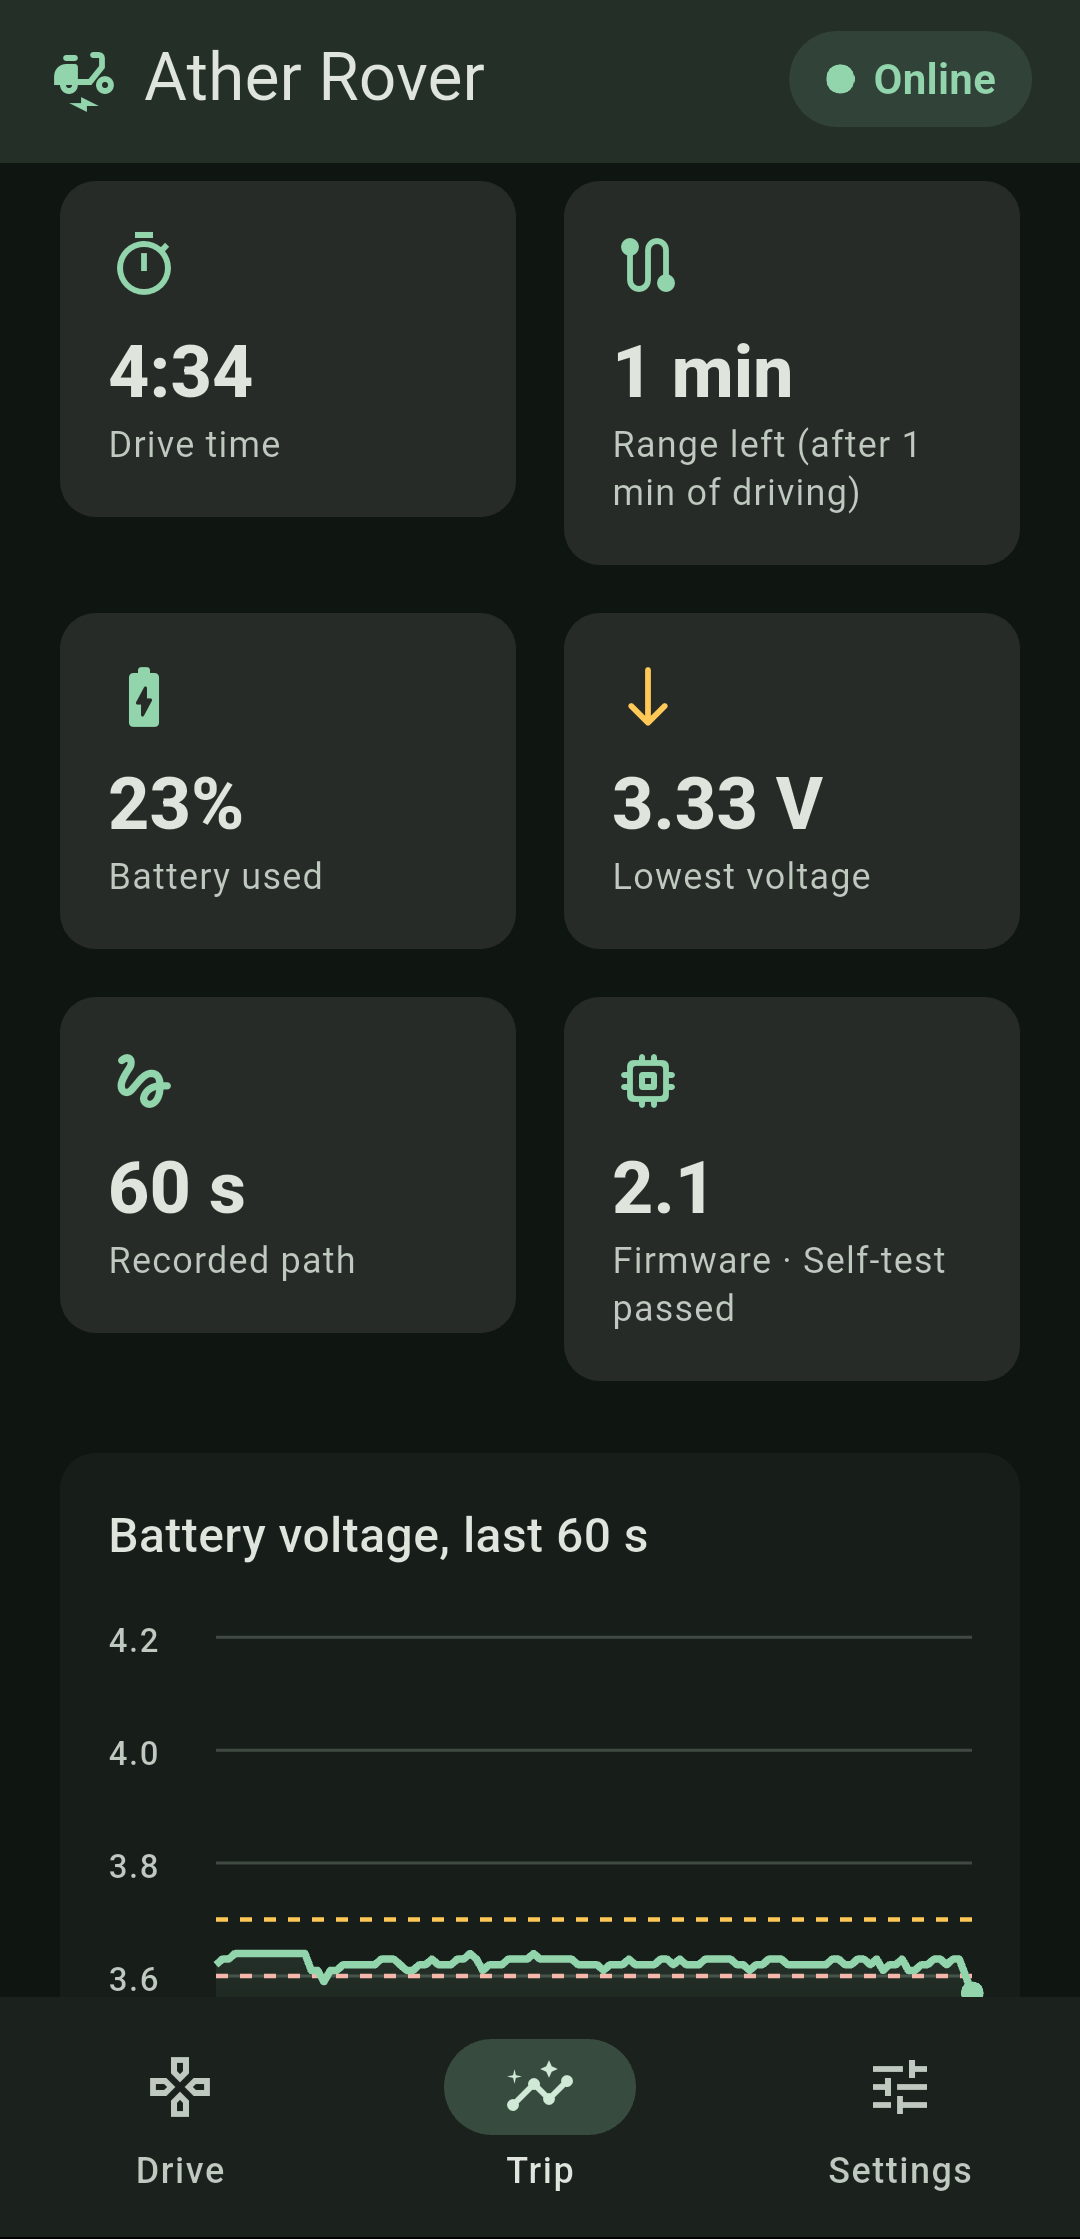 Ather Rover
Online
4:34
Drive time
1 min
Range left (after 1
min of driving)
23%
Battery used
3.33 V
Lowest voltage
60 s
Recorded path
2.1
Firmware · Self-test
passed
Battery voltage, last 60 s
4.2
4.0
3.8
3.6
Drive
Trip
Settings